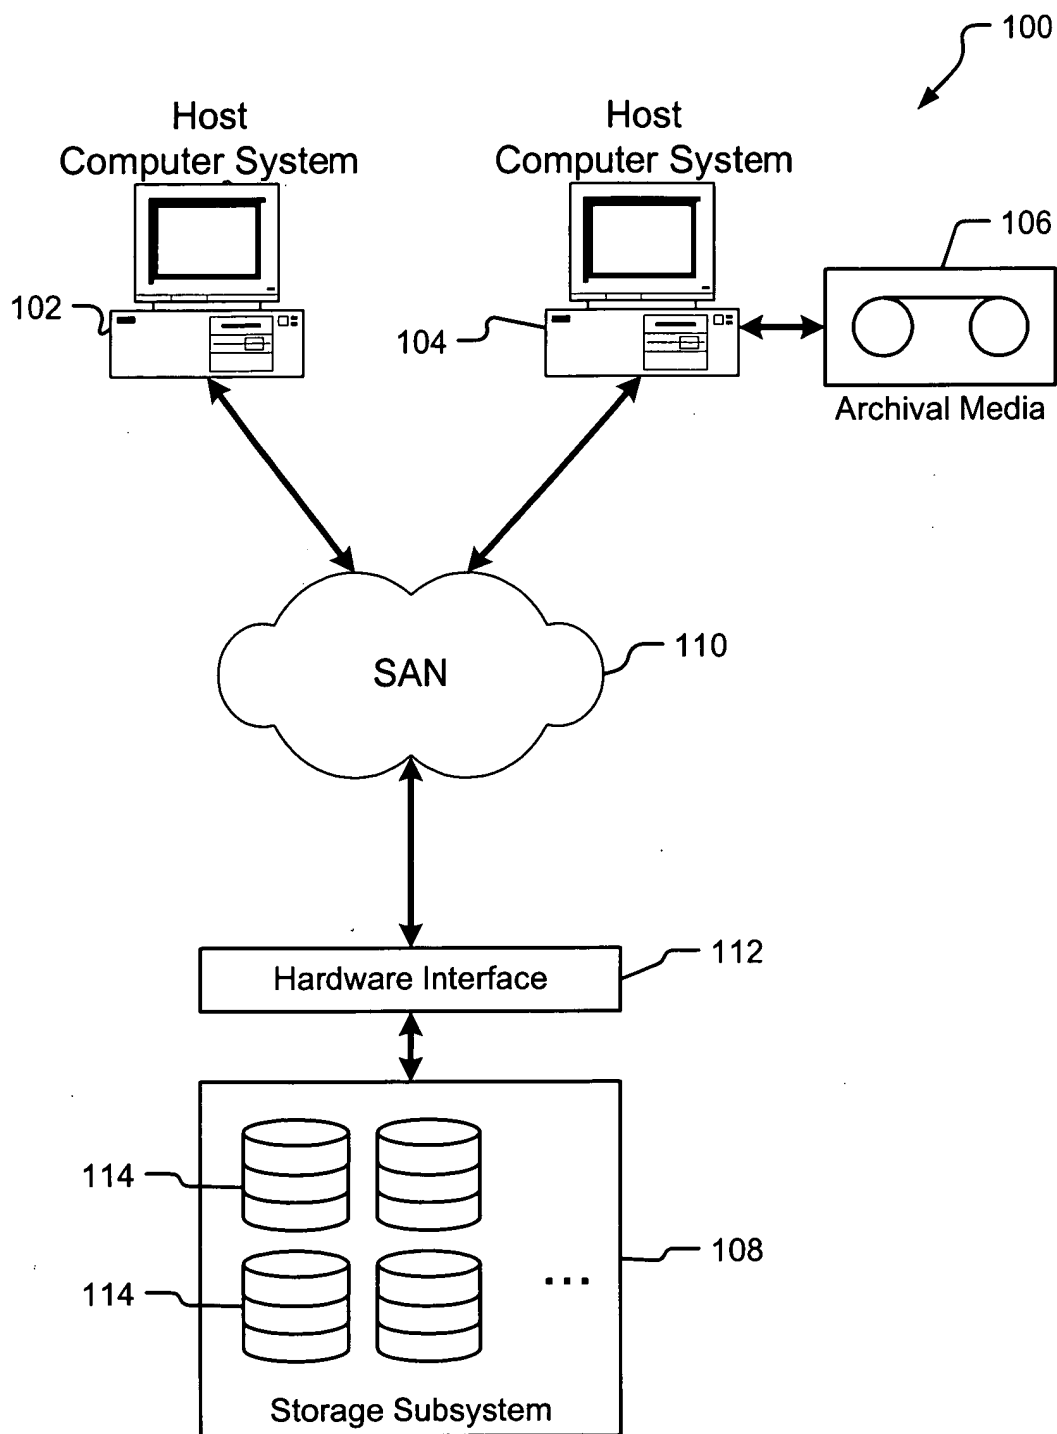 100
Host
Computer System
Host
Computer System
106
102
104
Archival Media
SAN
110
Hardware Interface
112
114
114
108
...
Storage Subsystem